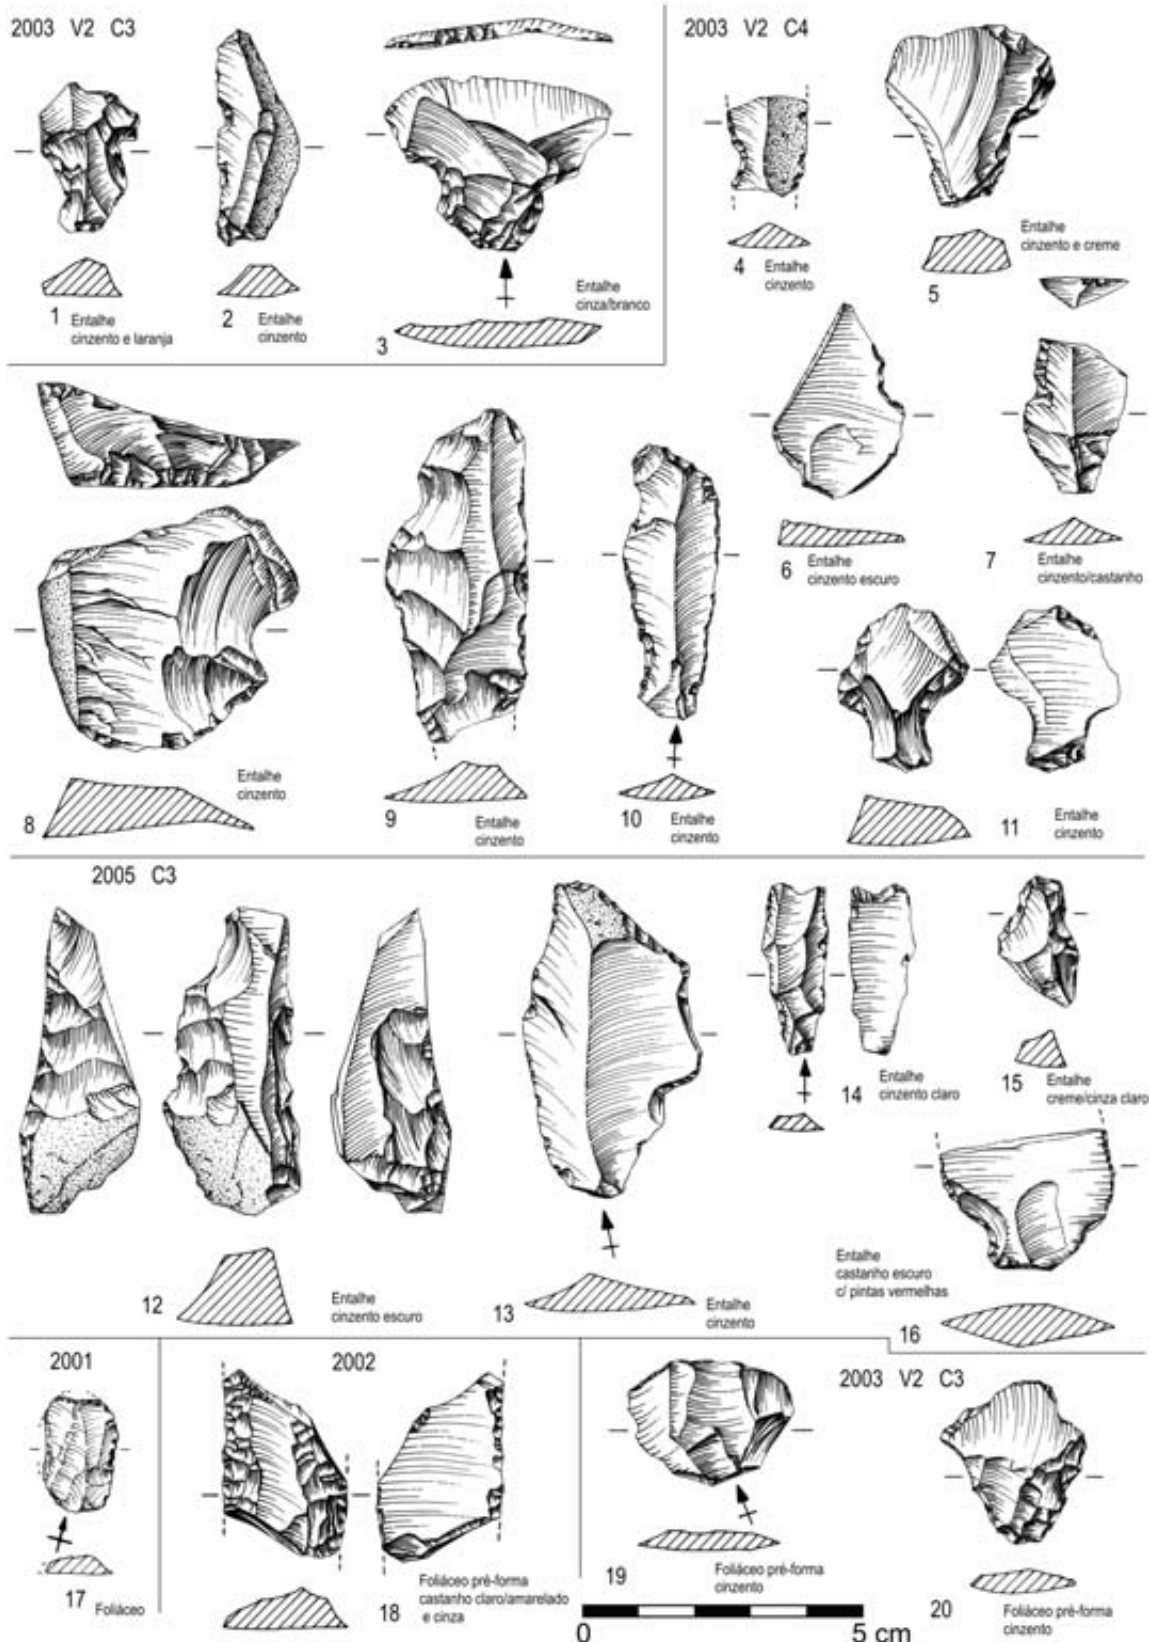 2003 V2 C3
1
Entalhe
cinzento e laranja
2
Entalhe
cinzento
3
Entalhe
cinza/branco
2003 V2 C4
4
Entalhe
cinzento
5
Entalhe
cinzento e creme
6
Entalhe
cinzento escuro
7
Entalhe
cinzento/castanho
8
Entalhe
cinzento
9
Entalhe
cinzento
10
Entalhe
cinzento
11
Entalhe
cinzento
2005 C3
12
Entalhe
cinzento escuro
13
Entalhe
cinzento
14
Entalhe
cinzento claro
15
Entalhe
creme/cinza claro
Entalhe
castanho escuro
c/ pintas vermelhas
16
2001
17
Foliáceo
2002
18
Foliáceo pré-forma
castanho claro/amarelado
e cinza
19
Foliáceo pré-forma
cinzento
2003 V2 C3
20
Foliáceo pré-forma
cinzento
0 5 cm